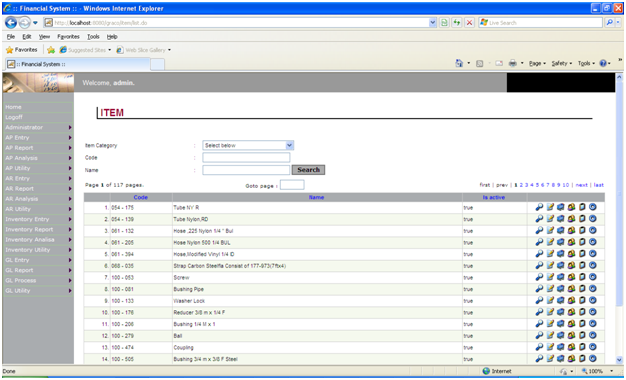 :: Financial System :: - Windows Internet Explorer
http://localhost:8080/graco/item/list.do
Live Search
File Edit View Favorites Tools Help
Favorites Suggested Sites Web Slice Gallery
:: Financial System :: Page Safety Tools
Welcome, admin.
Home
Logoff
Administrator
AP Entry
AP Report
AP Analysis
AP Utility
AR Entry
AR Report
AR Analysis
AR Utility
Inventory Entry
Inventory Report
Inventory Analisa
Inventory Utility
GL Entry
GL Report
GL Process
GL Utility
ITEM
Item Category : Select below
Code :
Name : Search
Page 1 of 117 pages. Goto page : first | prev | 1 2 3 4 5 6 7 8 9 10 | next | last
Code Name Is active
1. 054 - 175 Tube NY R true
2. 054 - 139 Tube Nylon,RD true
3. 061 - 132 Hose .225 Nylon 1/4 " Bul true
4. 061 - 205 Hose Nylon 500 1/4 BUL true
5. 061 - 394 Hose,Modified Vinyl 1/4 ID true
6. 068 - 035 Strap Carbon Steelfa Consist of 177-973(7ftx4) true
7. 100 - 053 Screw true
8. 100 - 081 Bushing Pipe true
9. 100 - 133 Washer Lock true
10. 100 - 176 Reducer 3/8 m x 1/4 F true
11. 100 - 206 Bushing 1/4 M x 1 true
12. 100 - 279 Ball true
13. 100 - 474 Coupling true
14. 100 - 505 Bushing 3/4 m x 3/8 F Steel true
Done Internet 100%